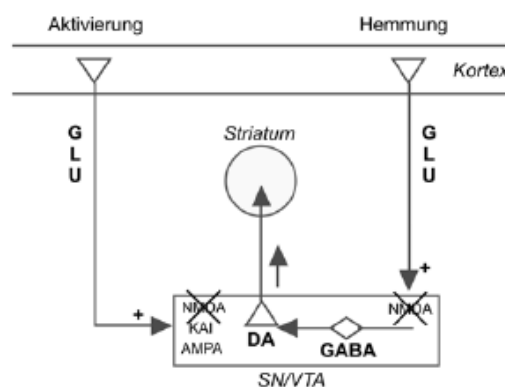 Aktivierung
Hemmung
Kortex
G
L
U
G
L
U
Striatum
+
+
NMDA
KAI
AMPA
DA
GABA
NMDA
SN/VTA